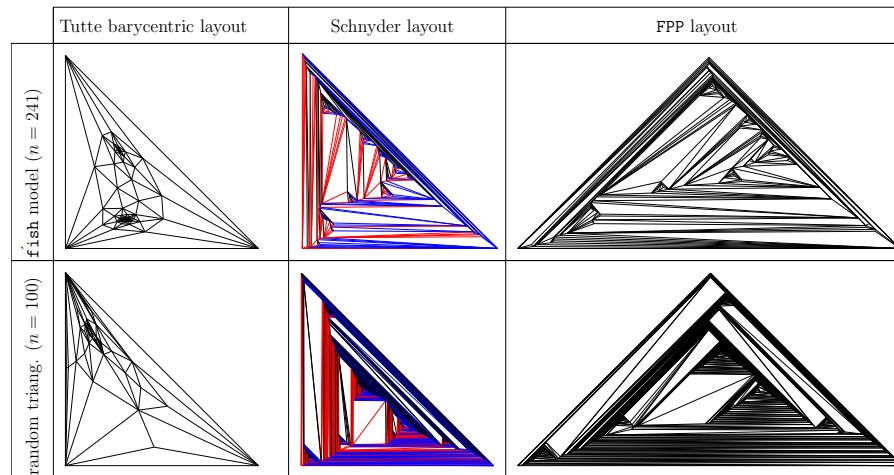 Tutte barycentric layout
Schnyder layout
FPP layout
fish model (n = 241)
random triang. (n = 100)